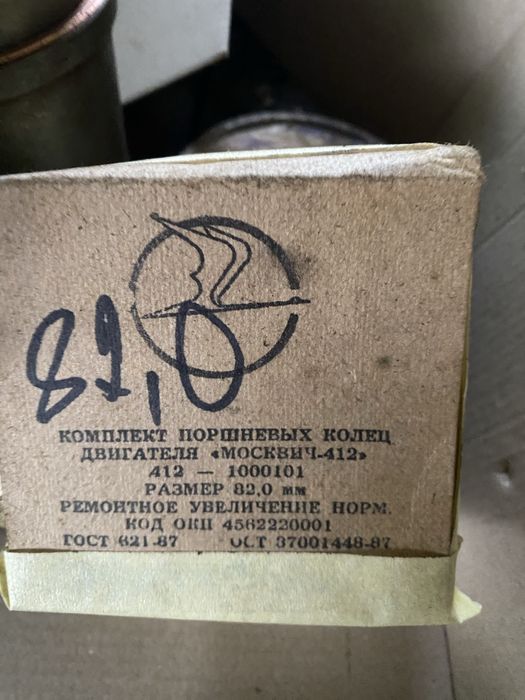 82,0
КОМПЛЕКТ ПОРШНЕВЫХ КОЛЕЦ
ДВИГАТЕЛЯ «МОСКВИЧ-412»
412 — 1000101
РАЗМЕР 82,0 мм
РЕМОНТНОЕ УВЕЛИЧЕНИЕ НОРМ.
КОД ОКП 4562220001
ГОСТ 621-87 ОСТ 37001448-87